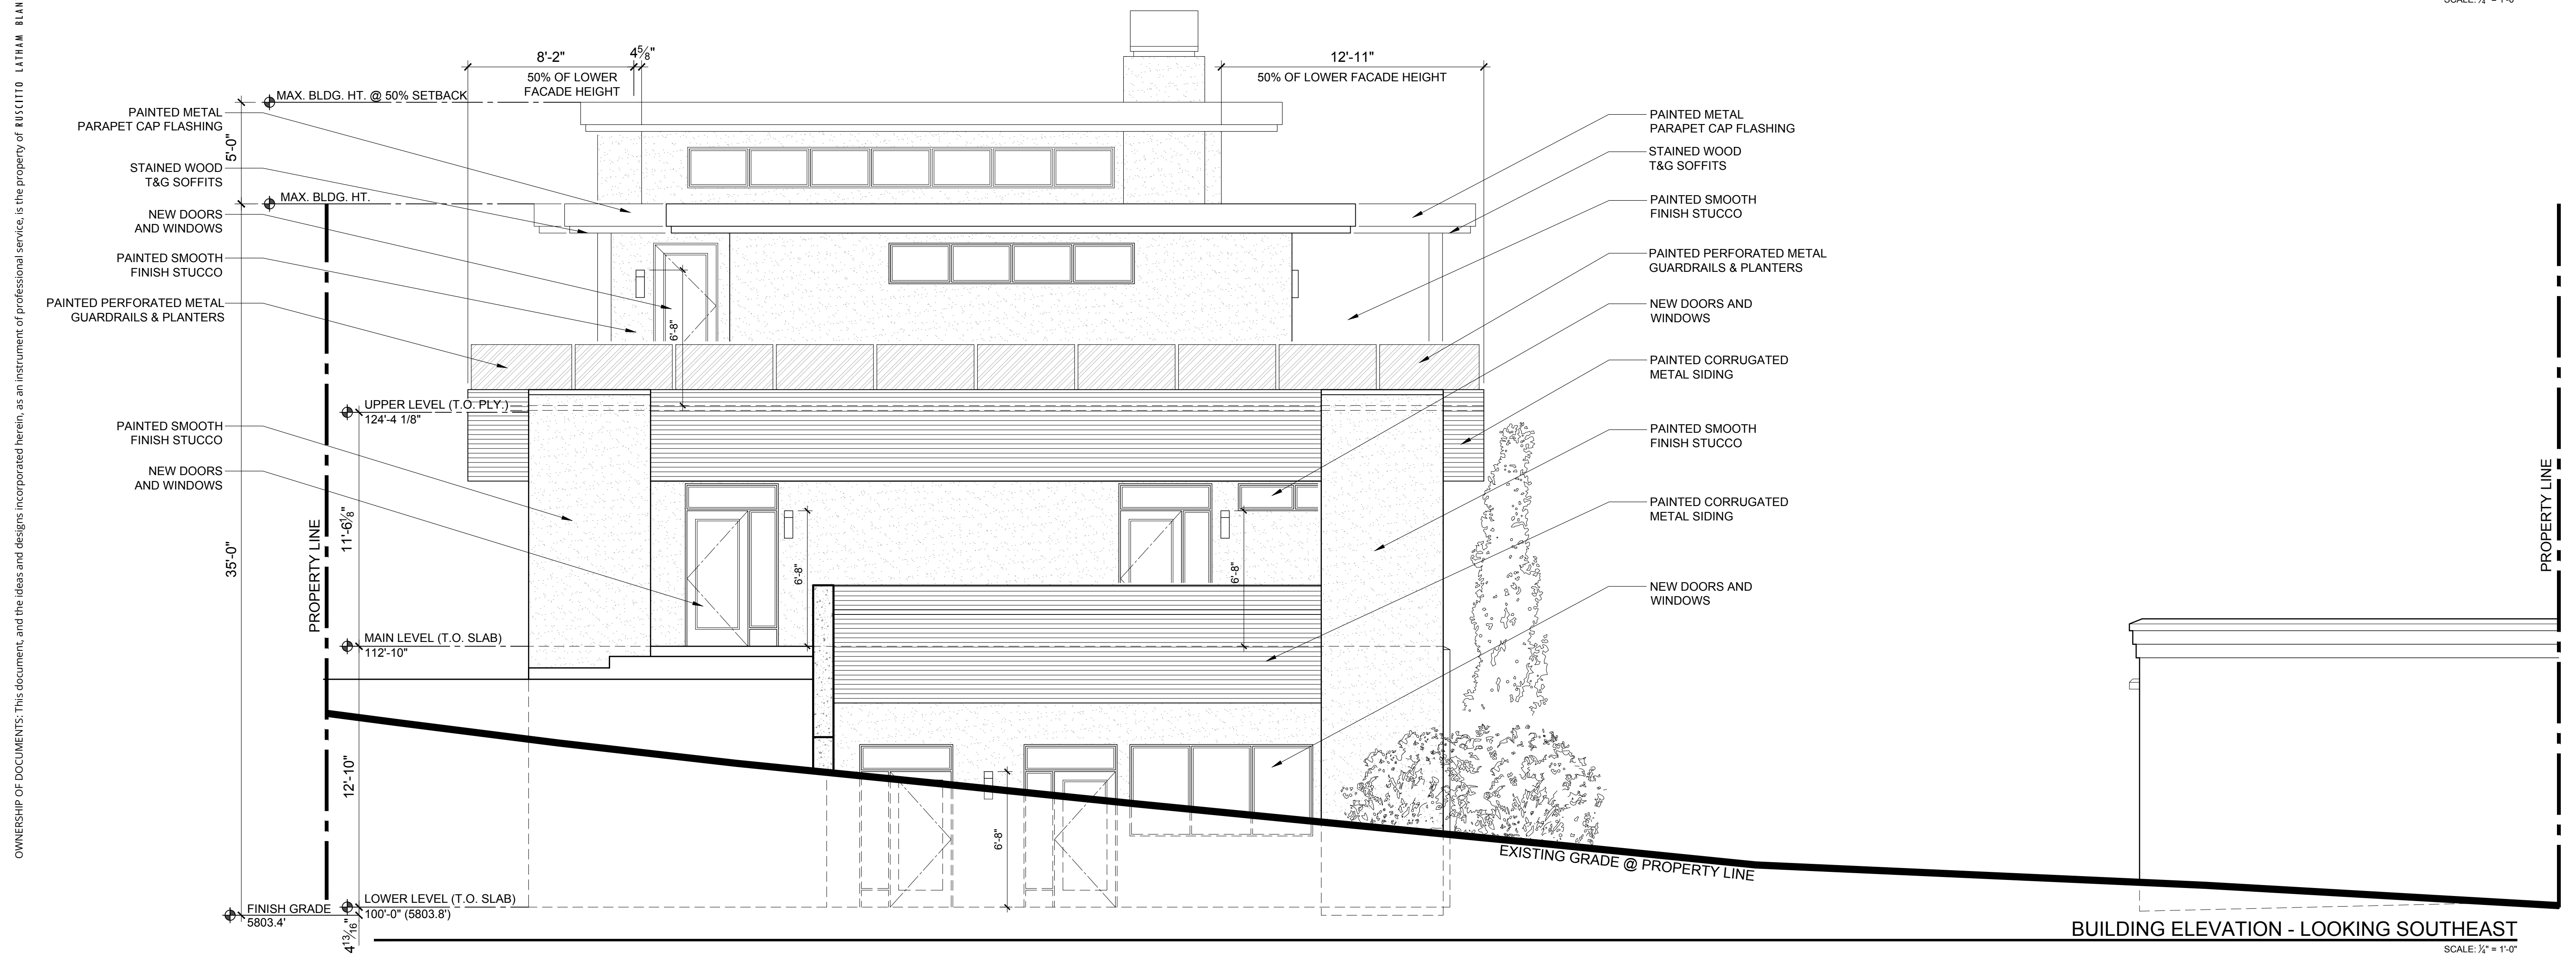 SCALE: ¼" = 1'-0"
OWNERSHIP OF DOCUMENTS: This document, and the ideas and designs incorporated herein, as an instrument of professional service, is the property of RUSCITTO LATHAM BLAN
8'-2"
4⅝"
50% OF LOWER
FACADE HEIGHT
12'-11"
50% OF LOWER FACADE HEIGHT
MAX. BLDG. HT. @ 50% SETBACK
PAINTED METAL
PARAPET CAP FLASHING
5'-0"
STAINED WOOD
T&G SOFFITS
MAX. BLDG. HT.
NEW DOORS
AND WINDOWS
PAINTED SMOOTH
FINISH STUCCO
PAINTED PERFORATED METAL
GUARDRAILS & PLANTERS
6'-8"
UPPER LEVEL (T.O. PLY.)
124'-4 1/8"
PAINTED SMOOTH
FINISH STUCCO
NEW DOORS
AND WINDOWS
35'-0"
PROPERTY LINE
11'-6⅛"
6'-8"
6'-8"
MAIN LEVEL (T.O. SLAB)
112'-10"
12'-10"
6'-8"
LOWER LEVEL (T.O. SLAB)
100'-0" (5803.8')
FINISH GRADE
5803.4'
4 13/16"
PAINTED METAL
PARAPET CAP FLASHING
STAINED WOOD
T&G SOFFITS
PAINTED SMOOTH
FINISH STUCCO
PAINTED PERFORATED METAL
GUARDRAILS & PLANTERS
NEW DOORS AND
WINDOWS
PAINTED CORRUGATED
METAL SIDING
PAINTED SMOOTH
FINISH STUCCO
PAINTED CORRUGATED
METAL SIDING
NEW DOORS AND
WINDOWS
PROPERTY LINE
EXISTING GRADE @ PROPERTY LINE
BUILDING ELEVATION - LOOKING SOUTHEAST
SCALE: ¼" = 1'-0"